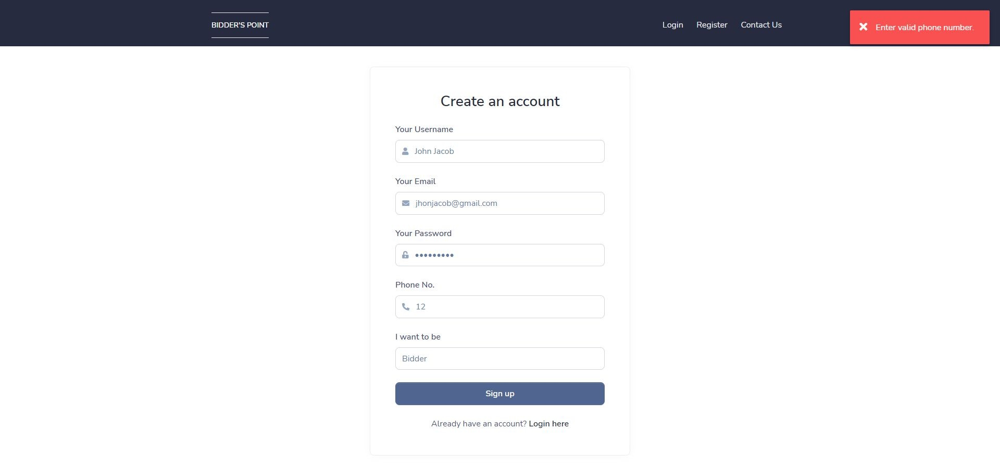 BIDDER'S POINT
Login Register Contact Us
Enter valid phone number.
Create an account
Your Username
John Jacob
Your Email
jhonjacob@gmail.com
Your Password
•••••••••
Phone No.
12
I want to be
Bidder
Sign up
Already have an account? Login here